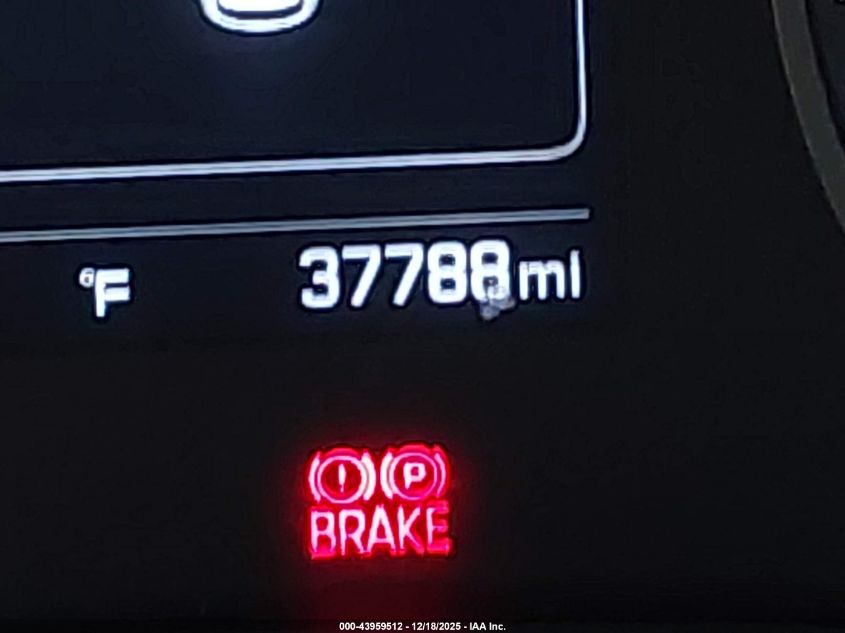 °F 37788 mi
(!) (P)
BRAKE
000-43959512 - 12/18/2025 - IAA Inc.